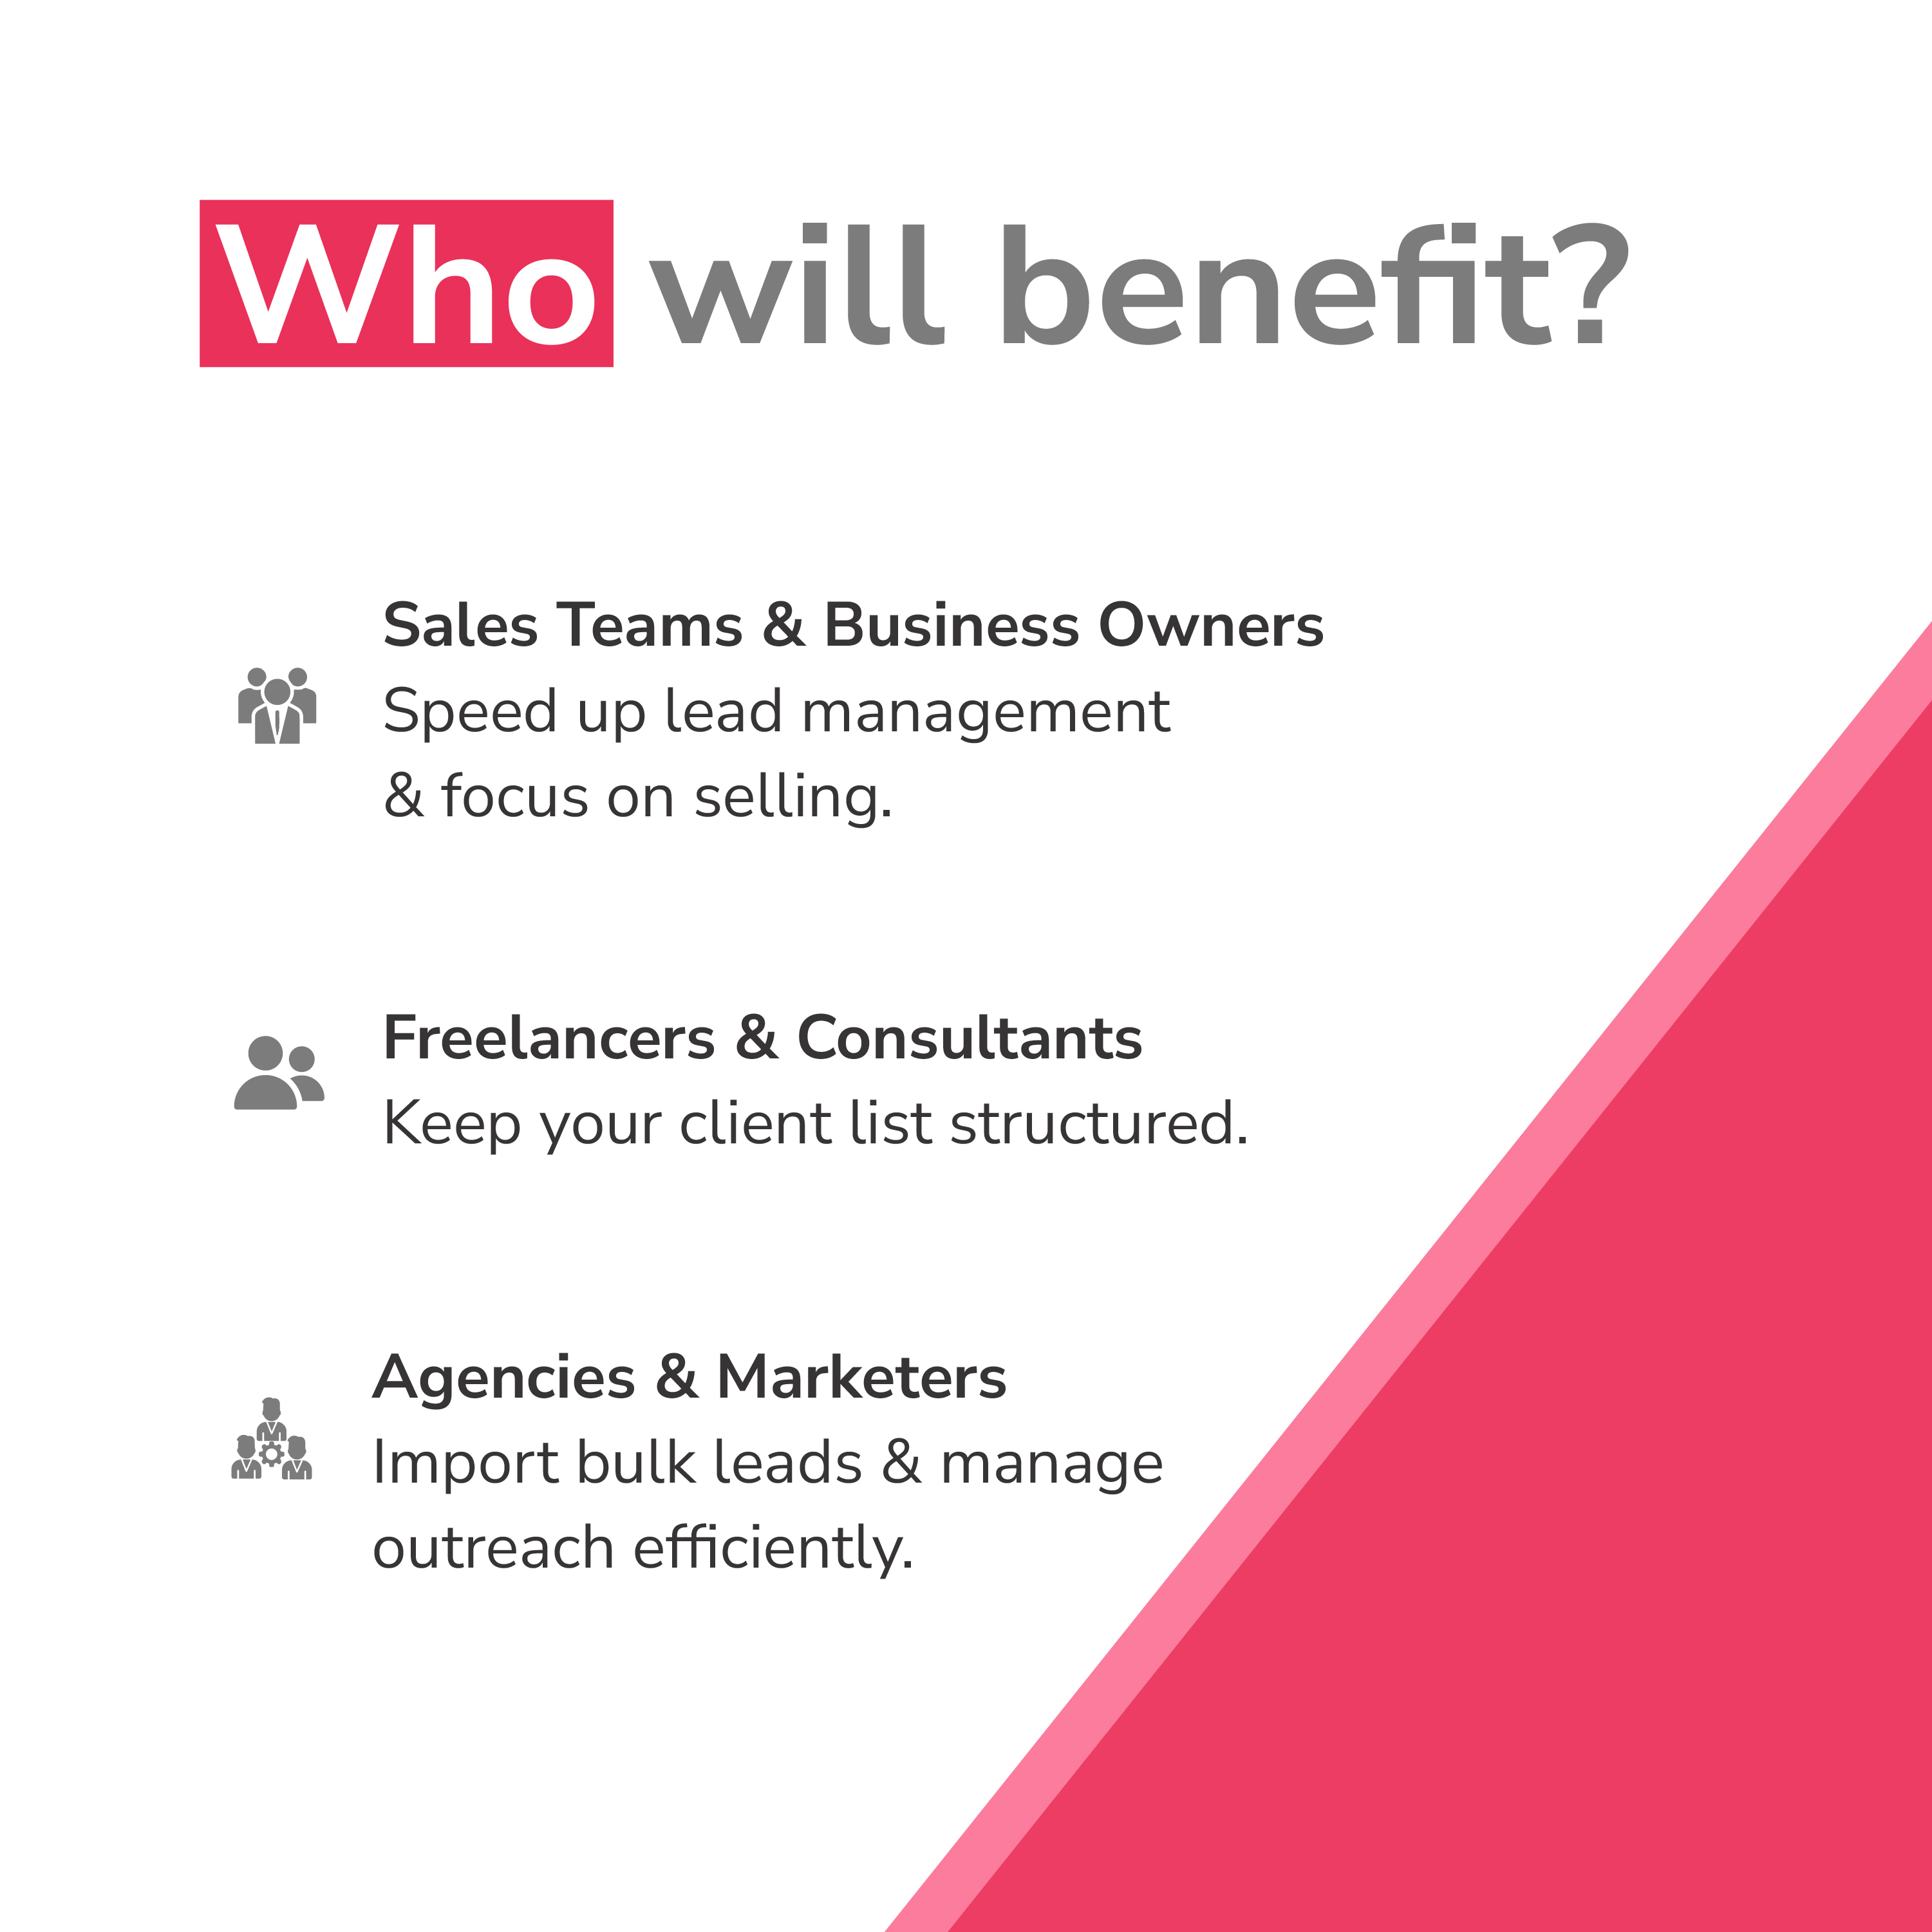 Who will benefit?
Sales Teams & Business Owners
Speed up lead management
& focus on selling.
Freelancers & Consultants
Keep your client list structured.
Agencies & Marketers
Import bulk leads & manage
outreach efficiently.